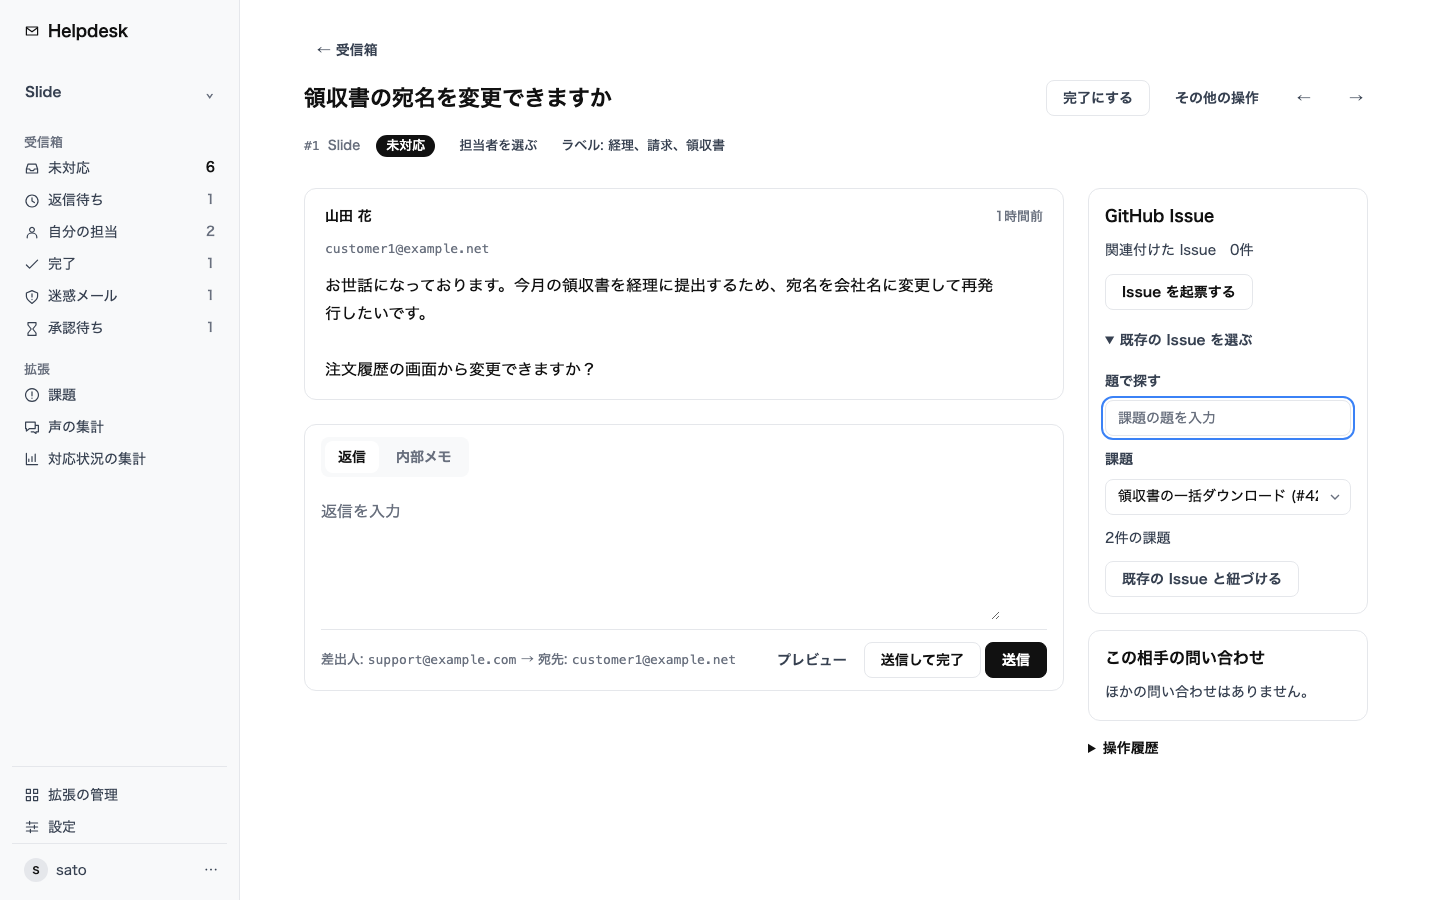 Helpdesk
Slide
受信箱
未対応 6
返信待ち 1
自分の担当 2
完了 1
迷惑メール 1
承認待ち 1
拡張
課題
声の集計
対応状況の集計
拡張の管理
設定
S sato …
← 受信箱
領収書の宛名を変更できますか
完了にする その他の操作 ← →
#1 Slide 未対応 担当者を選ぶ ラベル: 経理、請求、領収書
山田 花 1時間前
customer1@example.net
お世話になっております。今月の領収書を経理に提出するため、宛名を会社名に変更して再発
行したいです。
注文履歴の画面から変更できますか？
返信 内部メモ
返信を入力
差出人: support@example.com → 宛先: customer1@example.net プレビュー 送信して完了 送信
GitHub Issue
関連付けた Issue 0件
Issue を起票する
▼ 既存の Issue を選ぶ
題で探す
課題の題を入力
課題
領収書の一括ダウンロード (#42
2件の課題
既存の Issue と紐づける
この相手の問い合わせ
ほかの問い合わせはありません。
▶ 操作履歴